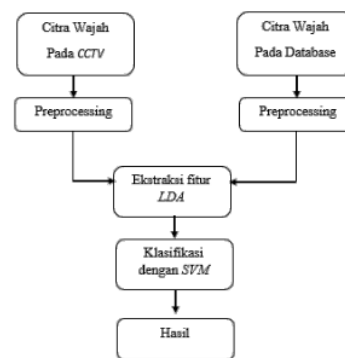 Citra Wajah
Pada CCTV
Citra Wajah
Pada Database
Preprocessing
Preprocessing
Ekstraksi fitur
LDA
Klasifikasi
dengan SVM
Hasil